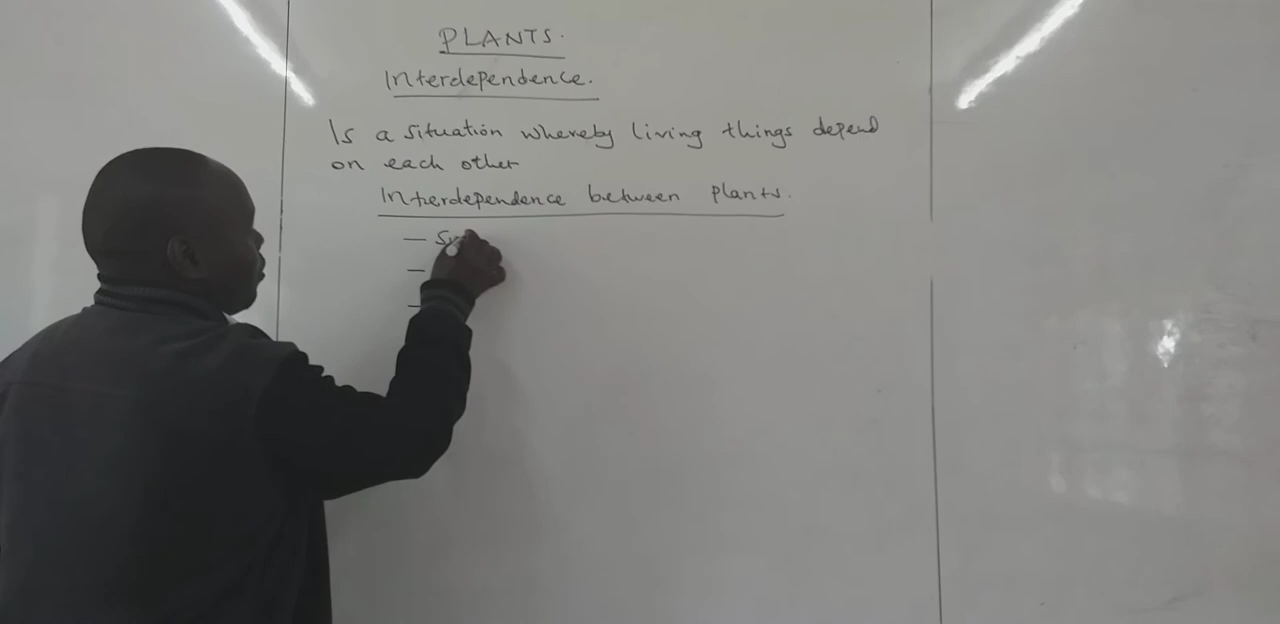 PLANTS.
Interdependence.
Is a situation whereby living things depend
on each other
Interdependence between plants.
—
—
—